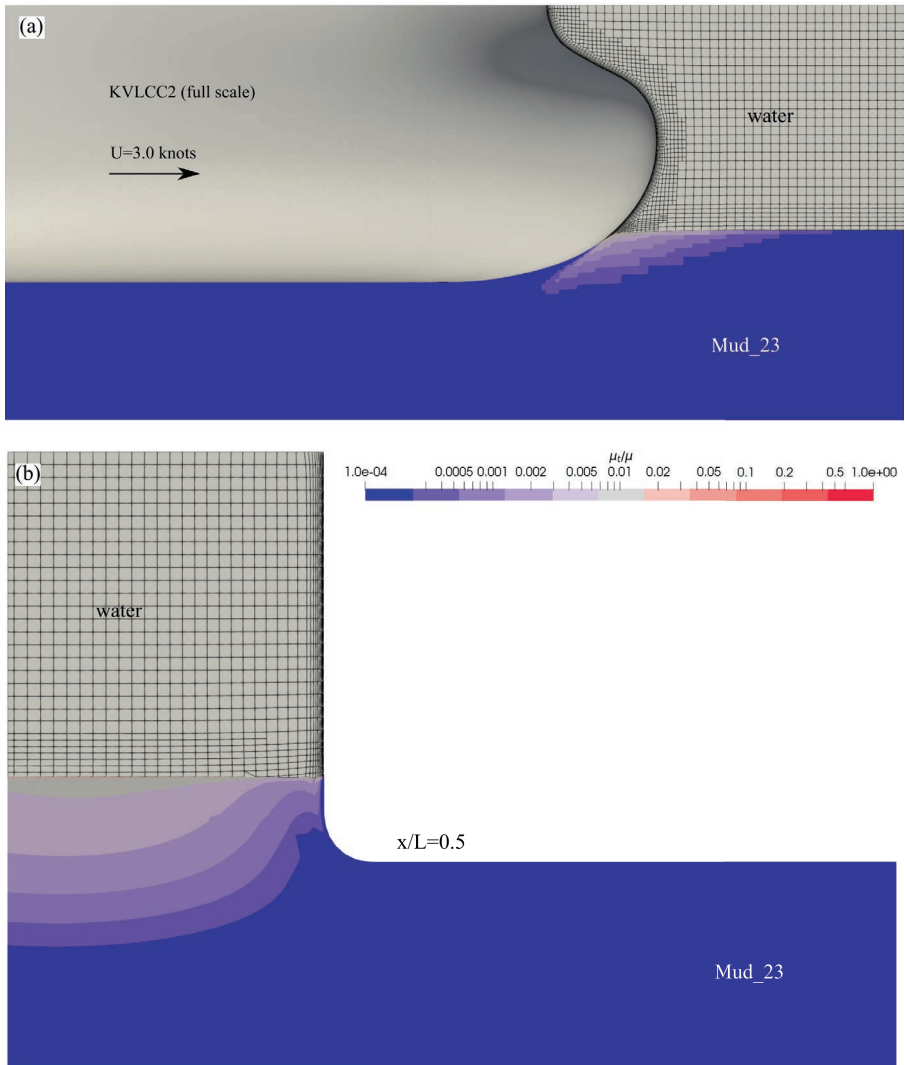 (a)
KVLCC2 (full scale)
water
U=3.0 knots
Mud_23
(b)
μt/μ
1.0e-04 0.0005 0.001 0.002 0.005 0.01 0.02 0.05 0.1 0.2 0.5 1.0e+00
water
x/L=0.5
Mud_23